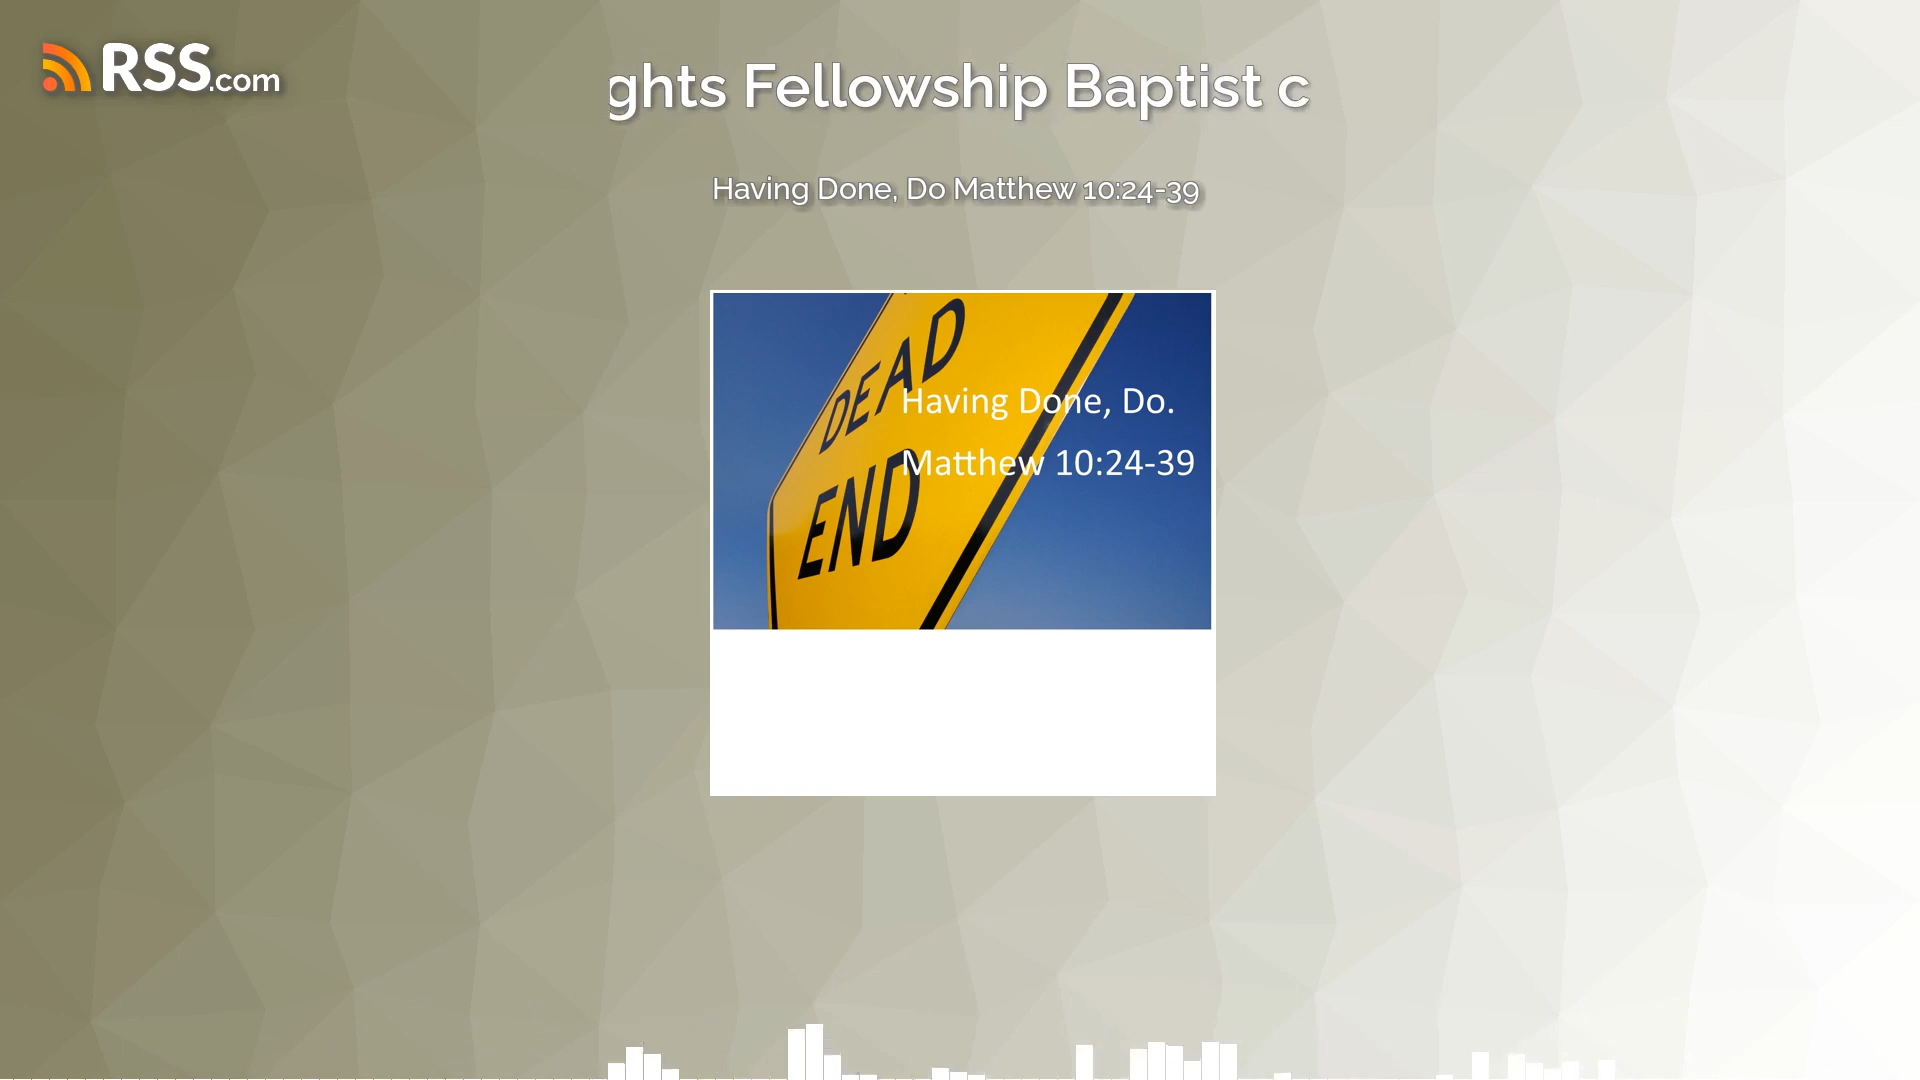 RSS.com
ghts Fellowship Baptist c
Having Done, Do Matthew 10:24-39
DEAD
END
Having Done, Do.
Matthew 10:24-39